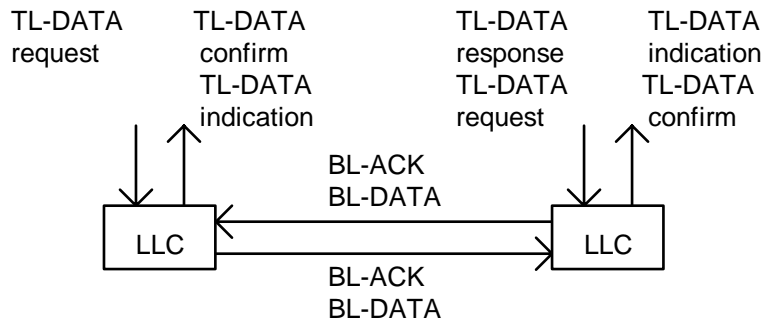 TL-DATA
request
TL-DATA
confirm
TL-DATA
indication
TL-DATA
response
TL-DATA
request
TL-DATA
indication
TL-DATA
confirm
BL-ACK
BL-DATA
LLC
LLC
BL-ACK
BL-DATA